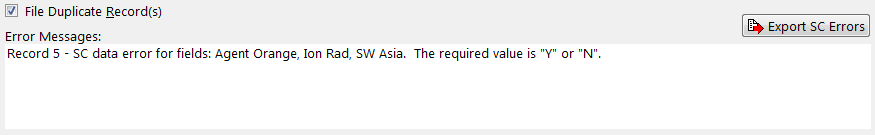 File Duplicate Record(s)
Export SC Errors
Error Messages:
Record 5 - SC data error for fields: Agent Orange, Ion Rad, SW Asia.  The required value is "Y" or "N".